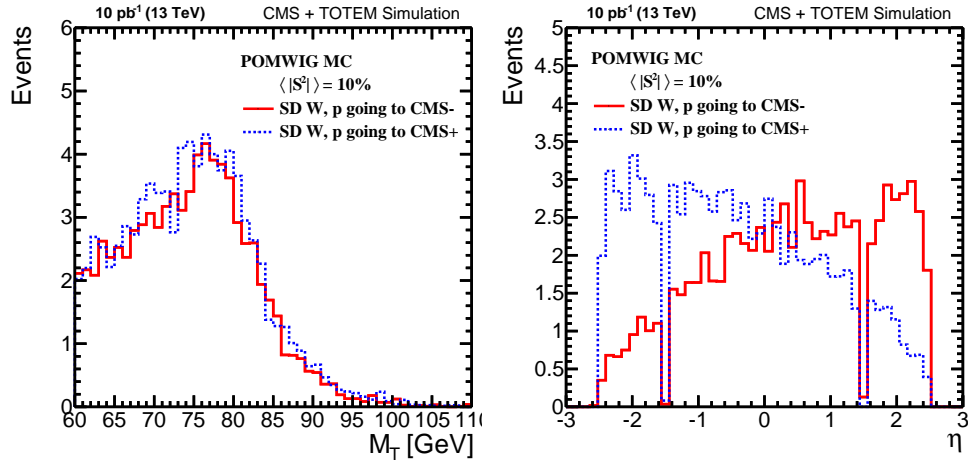 10 pb⁻¹ (13 TeV) CMS + TOTEM Simulation
Events
6
5
4
3
2
1
0
POMWIG MC
⟨ |S²| ⟩ = 10%
SD W, p going to CMS-
SD W, p going to CMS+
60 65 70 75 80 85 90 95 100 105 110
M_T [GeV]
10 pb⁻¹ (13 TeV) CMS + TOTEM Simulation
Events
5
4.5
4
3.5
3
2.5
2
1.5
1
0.5
0
POMWIG MC
⟨ |S²| ⟩ = 10%
SD W, p going to CMS-
SD W, p going to CMS+
-3 -2 -1 0 1 2 3
η